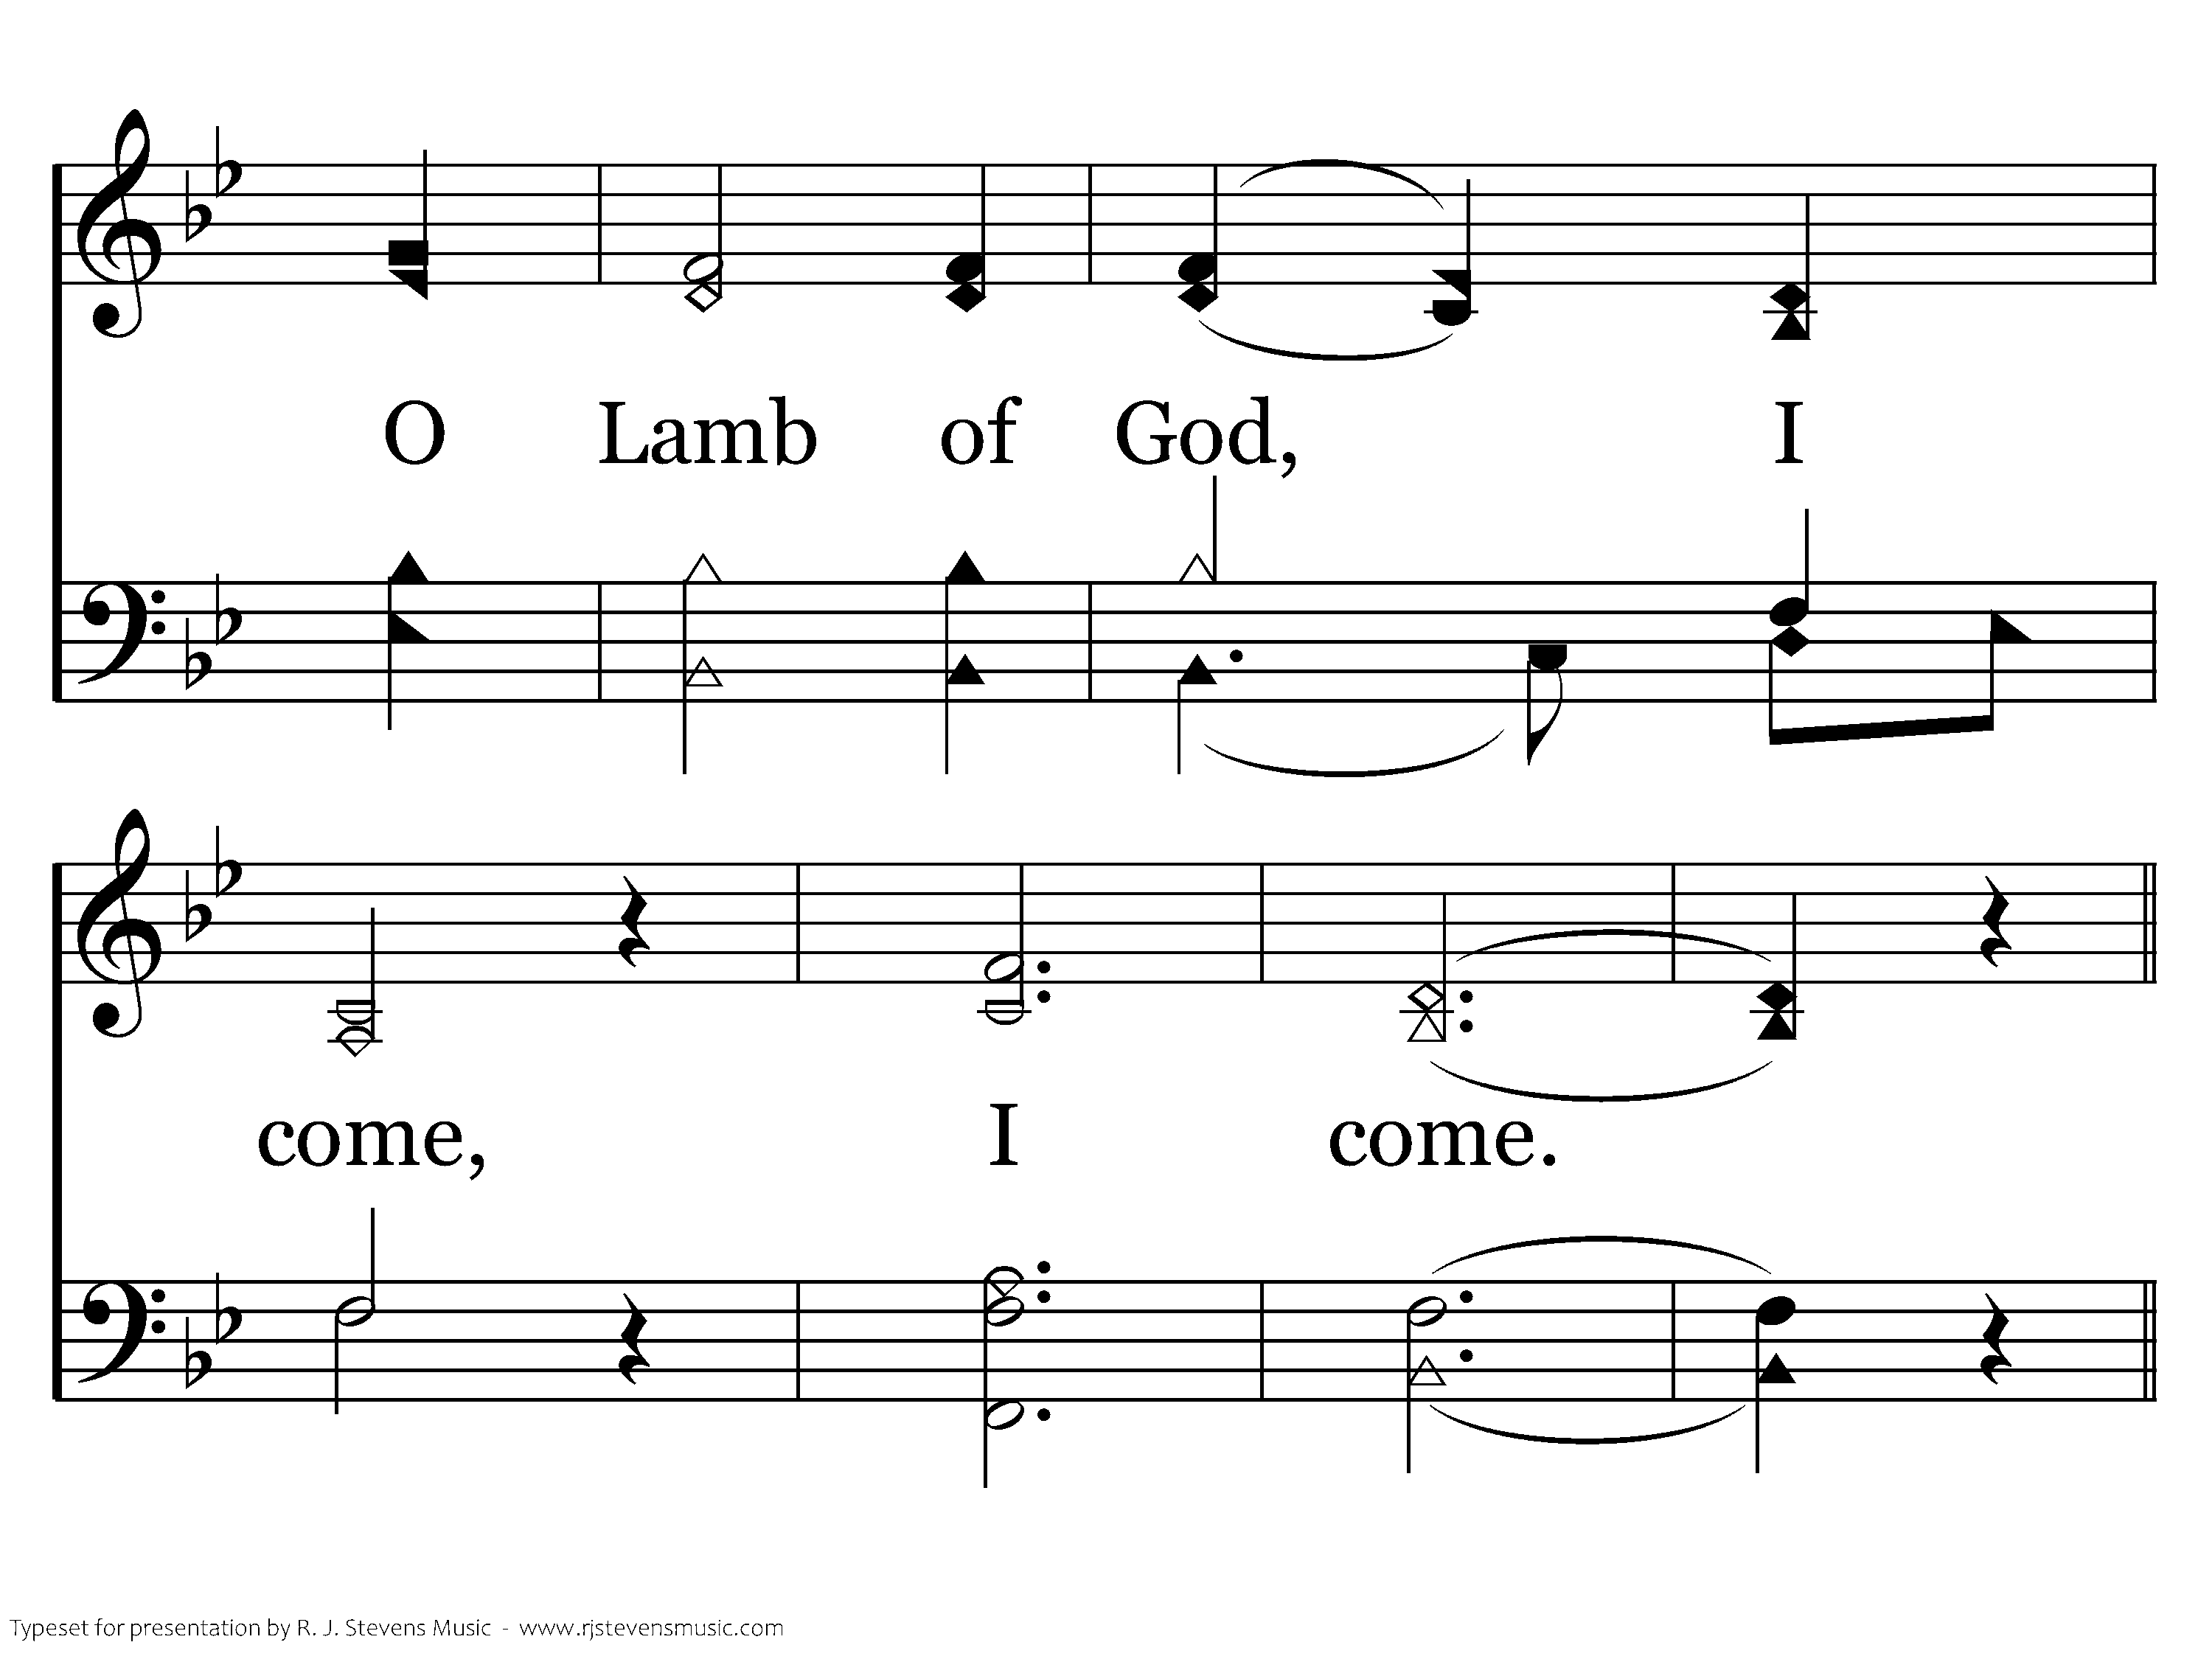 O Lamb of God, I
come, I come.
Typeset for presentation by R. J. Stevens Music - www.rjstevensmusic.com